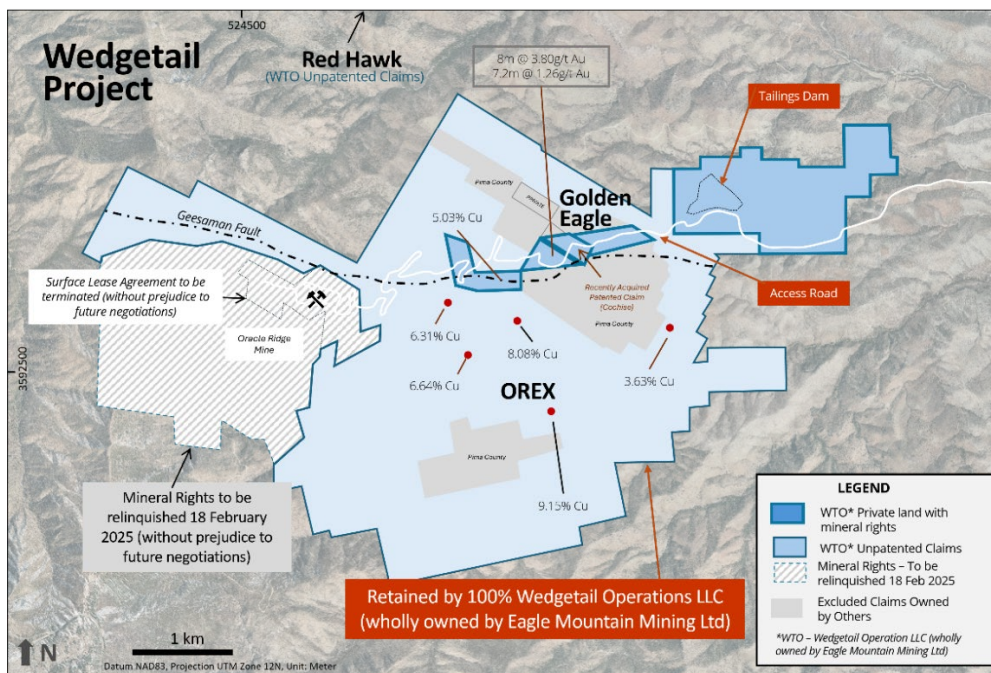 524500
Wedgetail
Project
Red Hawk
(WTO Unpatented Claims)
8m @ 3.80g/t Au
7.2m @ 1.26g/t Au
Tailings Dam
Pima County
PRIVATE
Golden
Eagle
5.03% Cu
Geesaman Fault
Surface Lease Agreement to be
terminated (without prejudice to
future negotiations)
Oracle Ridge
Mine
Recently Acquired
Patented Claim
(Cochise)
Pima County
Access Road
6.31% Cu
8.08% Cu
6.64% Cu
3.63% Cu
3592500
OREX
Pima County
9.15% Cu
Mineral Rights to be
relinquished 18 February
2025 (without prejudice to
future negotiations)
Retained by 100% Wedgetail Operations LLC
(wholly owned by Eagle Mountain Mining Ltd)
LEGEND
WTO* Private land with
mineral rights
WTO* Unpatented Claims
Mineral Rights – To be
relinquished 18 Feb 2025
Excluded Claims Owned
by Others
*WTO – Wedgetail Operation LLC (wholly
owned by Eagle Mountain Mining Ltd)
N
1 km
Datum NAD83, Projection UTM Zone 12N, Unit: Meter